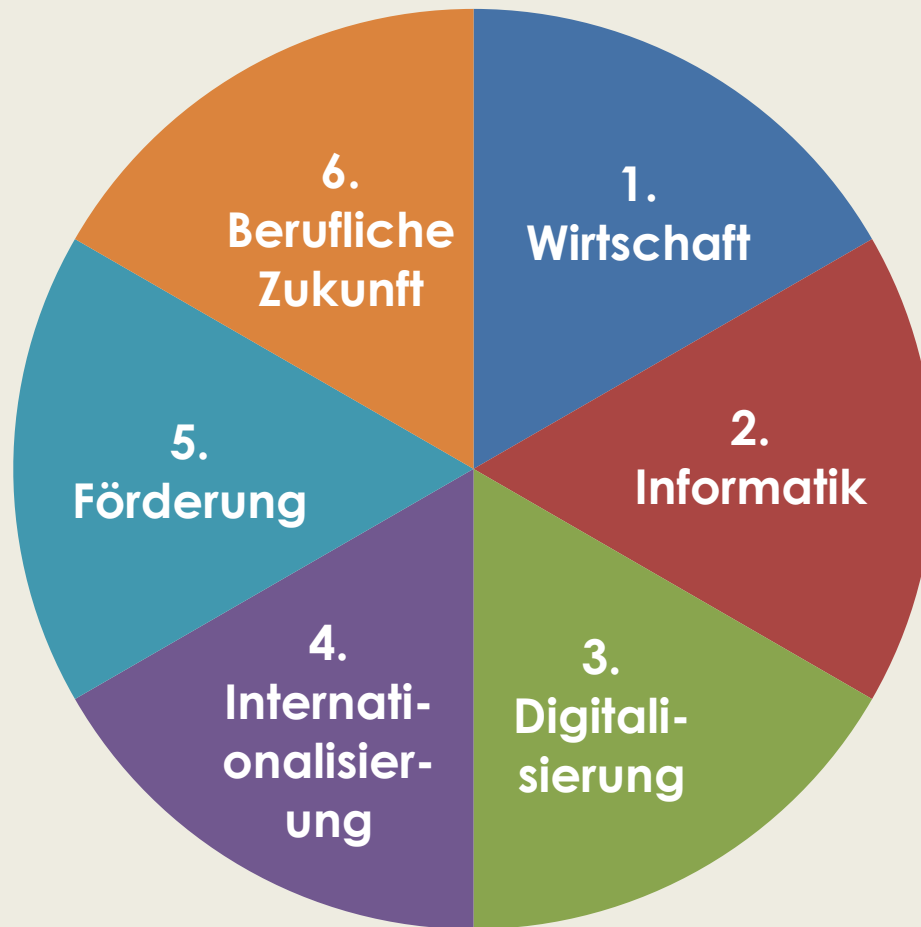 1.
Wirtschaft
2.
Informatik
3.
Digitali-
sierung
4.
Internati-
onalisier-
ung
5.
Förderung
6.
Berufliche
Zukunft